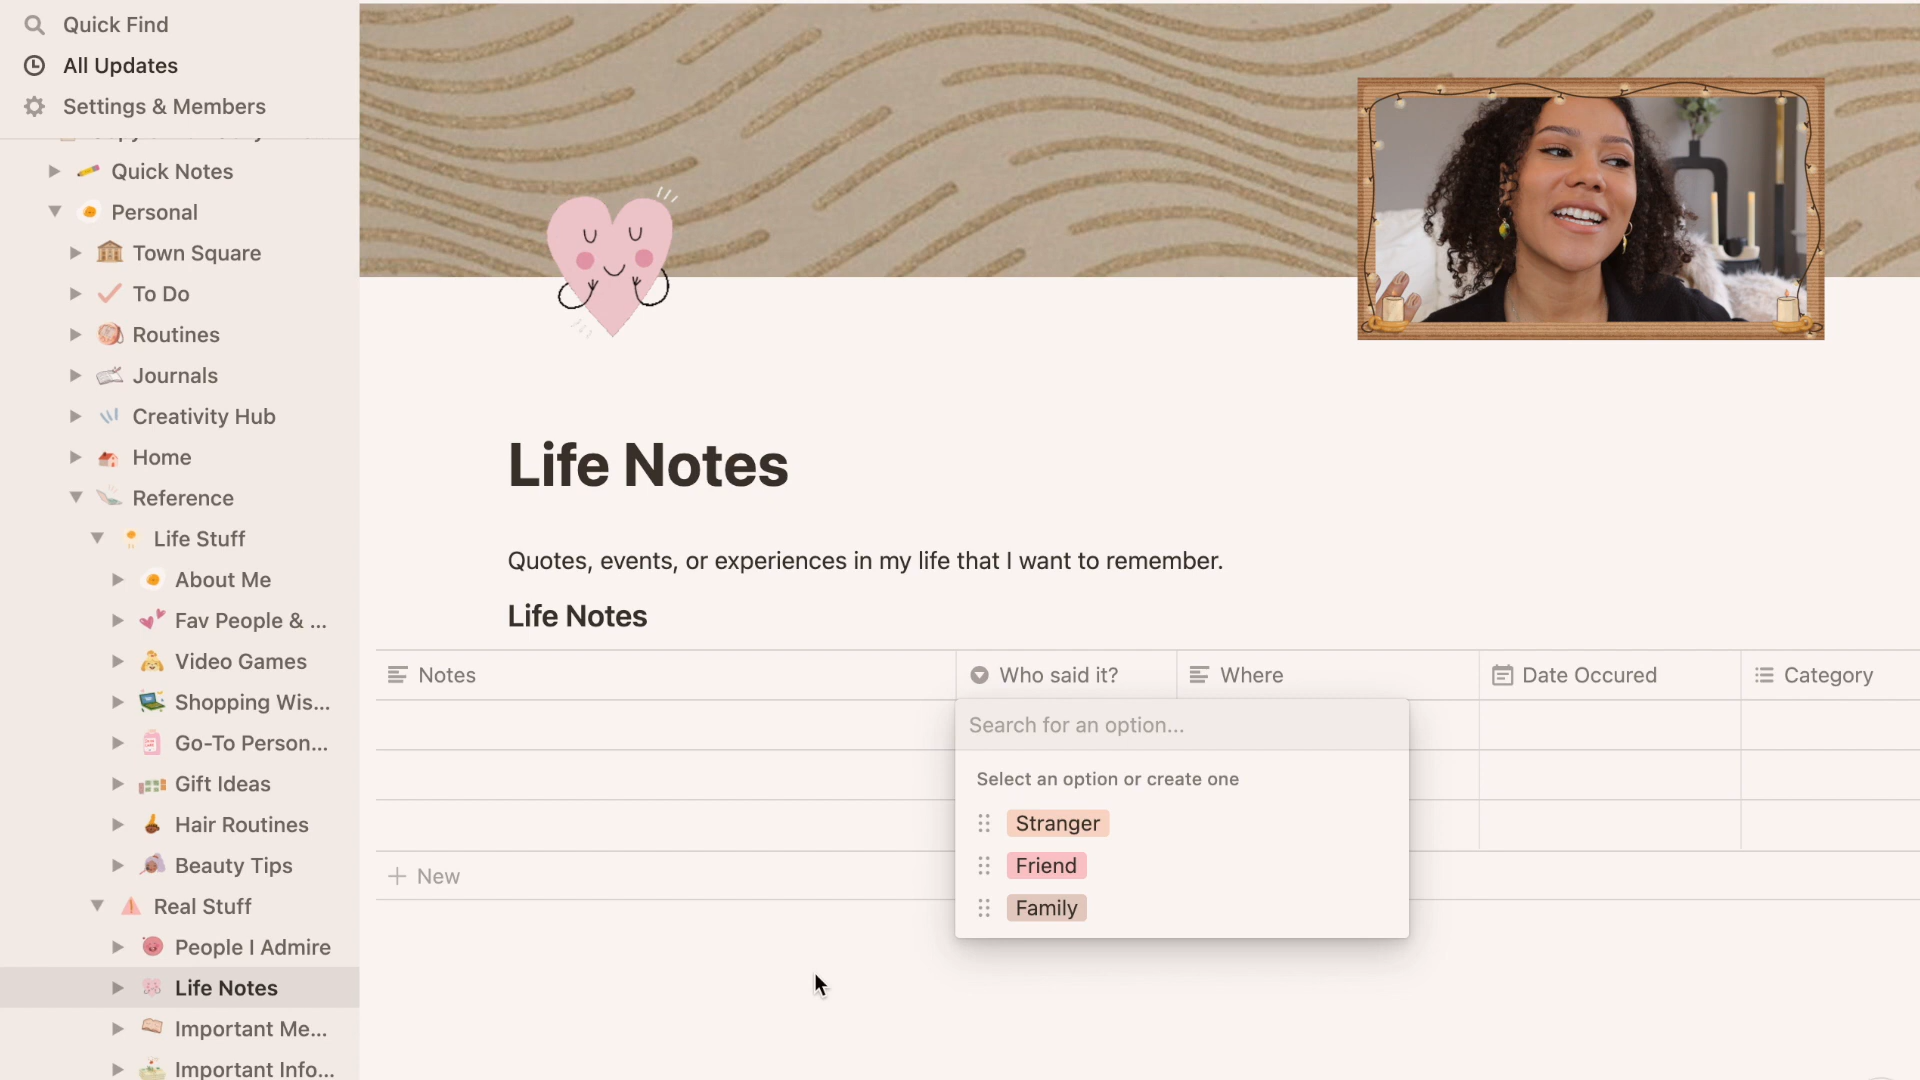 Quick Find
All Updates
Settings & Members
Quick Notes
Personal
Town Square
To Do
Routines
Journals
Creativity Hub
Home
Reference
Life Stuff
About Me
Fav People & ...
Video Games
Shopping Wis...
Go-To Person...
Gift Ideas
Hair Routines
Beauty Tips
Real Stuff
People I Admire
Life Notes
Important Me...
Important Info...
Life Notes
Quotes, events, or experiences in my life that I want to remember.
Life Notes
Notes Who said it? Where Date Occured Category
Search for an option...
Select an option or create one
Stranger
Friend
Family
New